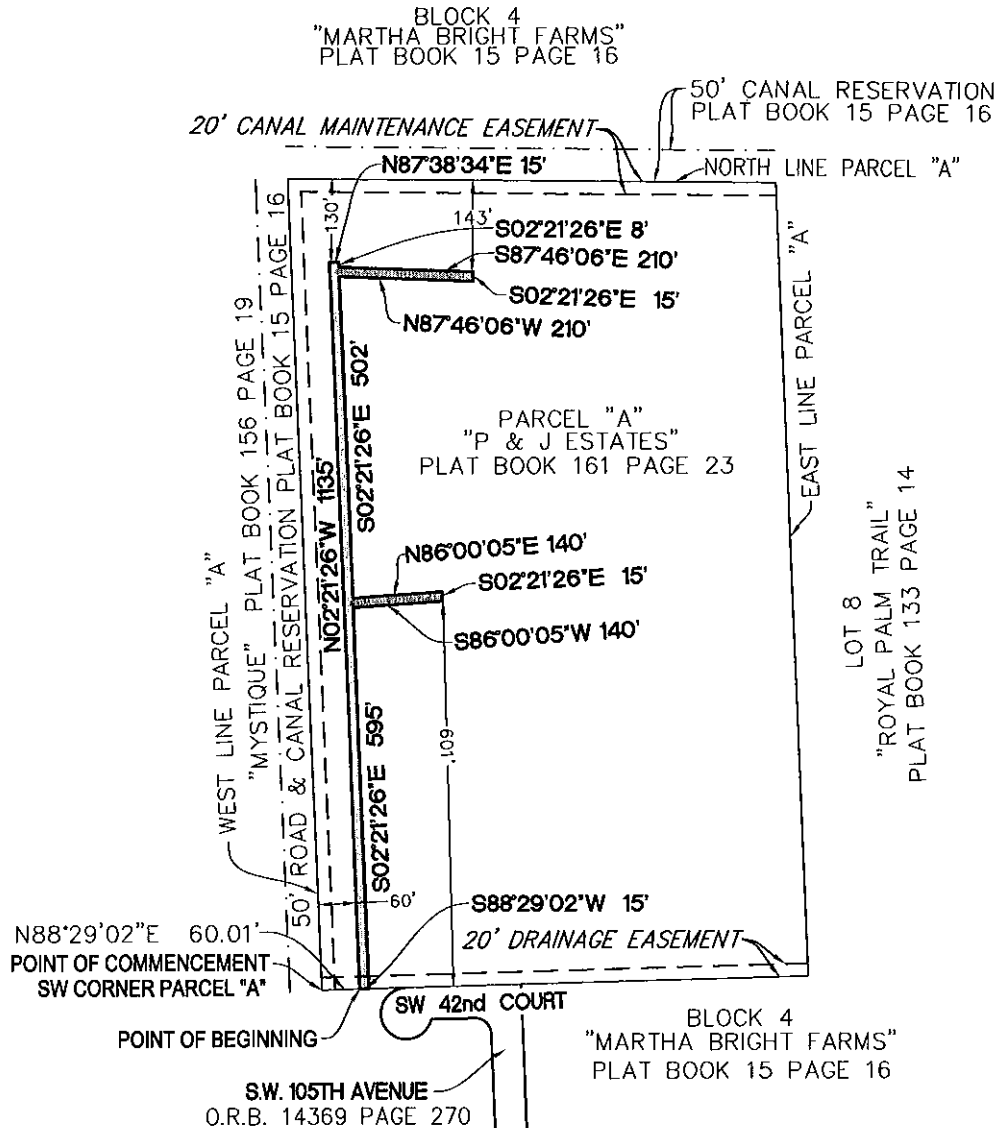 BLOCK 4
"MARTHA BRIGHT FARMS"
PLAT BOOK 15 PAGE 16
50' CANAL RESERVATION
PLAT BOOK 15 PAGE 16
20' CANAL MAINTENANCE EASEMENT
NORTH LINE PARCEL "A"
N87°38'34"E 15'
130'
143'
S02°21'26"E 8'
S87°46'06"E 210'
S02°21'26"E 15'
N87°46'06"W 210'
WEST LINE PARCEL "A"
"MYSTIQUE" PLAT BOOK 156 PAGE 19
50' ROAD & CANAL RESERVATION PLAT BOOK 15 PAGE 16
N02°21'26"W 1135'
S02°21'26"E 502'
PARCEL "A"
"P & J ESTATES"
PLAT BOOK 161 PAGE 23
EAST LINE PARCEL "A"
LOT 8
"ROYAL PALM TRAIL"
PLAT BOOK 133 PAGE 14
N86°00'05"E 140'
S02°21'26"E 15'
S86°00'05"W 140'
S02°21'26"E 595'
609'
60'
S88°29'02"W 15'
N88°29'02"E 60.01'
20' DRAINAGE EASEMENT
POINT OF COMMENCEMENT
SW CORNER PARCEL "A"
SW 42nd COURT
POINT OF BEGINNING
BLOCK 4
"MARTHA BRIGHT FARMS"
PLAT BOOK 15 PAGE 16
S.W. 105TH AVENUE
O.R.B. 14369 PAGE 270